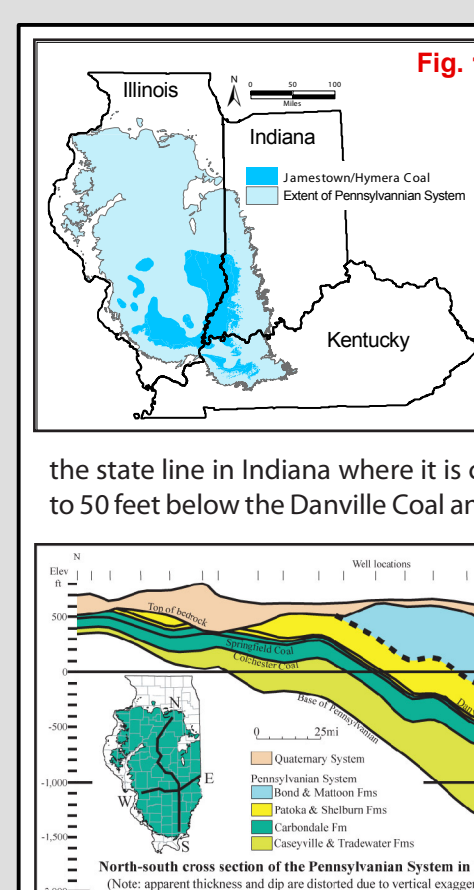 Fig.
Illinois
N
0 50 100
Miles
Indiana
Jamestown/Hymera Coal
Extent of Pennsylvannian System
Kentucky
the state line in Indiana where it is
to 50 feet below the Danville Coal
N
Elev
ft
Well locations
500
Top of bedrock
Springfield Coal
Colchester Coal
0
Base of Pennsylvanian
-500
N
0 25mi
Quaternary System
Pennsylvanian System
-1,000
Bond & Mattoon Fms
E
W
Patoka & Shelburn Fms
Carbondale Fm
-1,500
S
Caseyville & Tradewater Fms
North-south cross section of the Pennsylvanian System in
(Note: apparent thickness and dip are distorted due to vertical